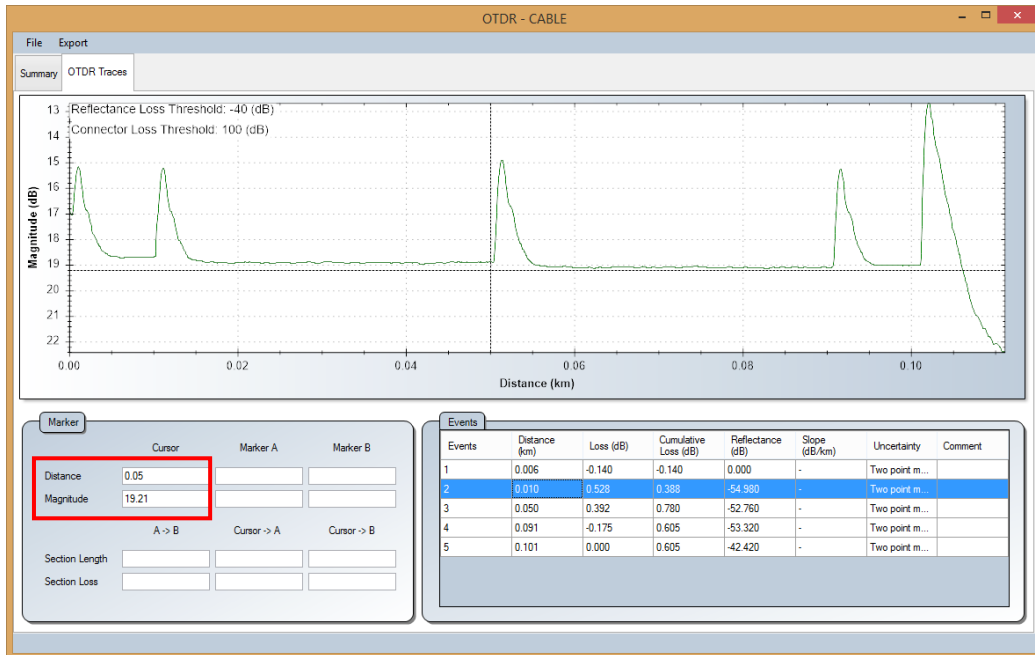 OTDR - CABLE
File Export
Summary OTDR Traces
Reflectance Loss Threshold: -40 (dB)
Connector Loss Threshold: 100 (dB)
Magnitude (dB)
13
14
15
16
17
18
19
20
21
22
0.00 0.02 0.04 0.06 0.08 0.10
Distance (km)
Marker
Cursor Marker A Marker B
Distance 0.05
Magnitude 19.21
A -> B Cursor -> A Cursor -> B
Section Length
Section Loss
Events
Events Distance (km) Loss (dB) Cumulative Loss (dB) Reflectance (dB) Slope (dB/km) Uncertainty Comment
1 0.006 -0.140 -0.140 0.000 - Two point m...
2 0.010 0.528 0.388 -54.980 - Two point m...
3 0.050 0.392 0.780 -52.760 - Two point m...
4 0.091 -0.175 0.605 -53.320 - Two point m...
5 0.101 0.000 0.605 -42.420 - Two point m...